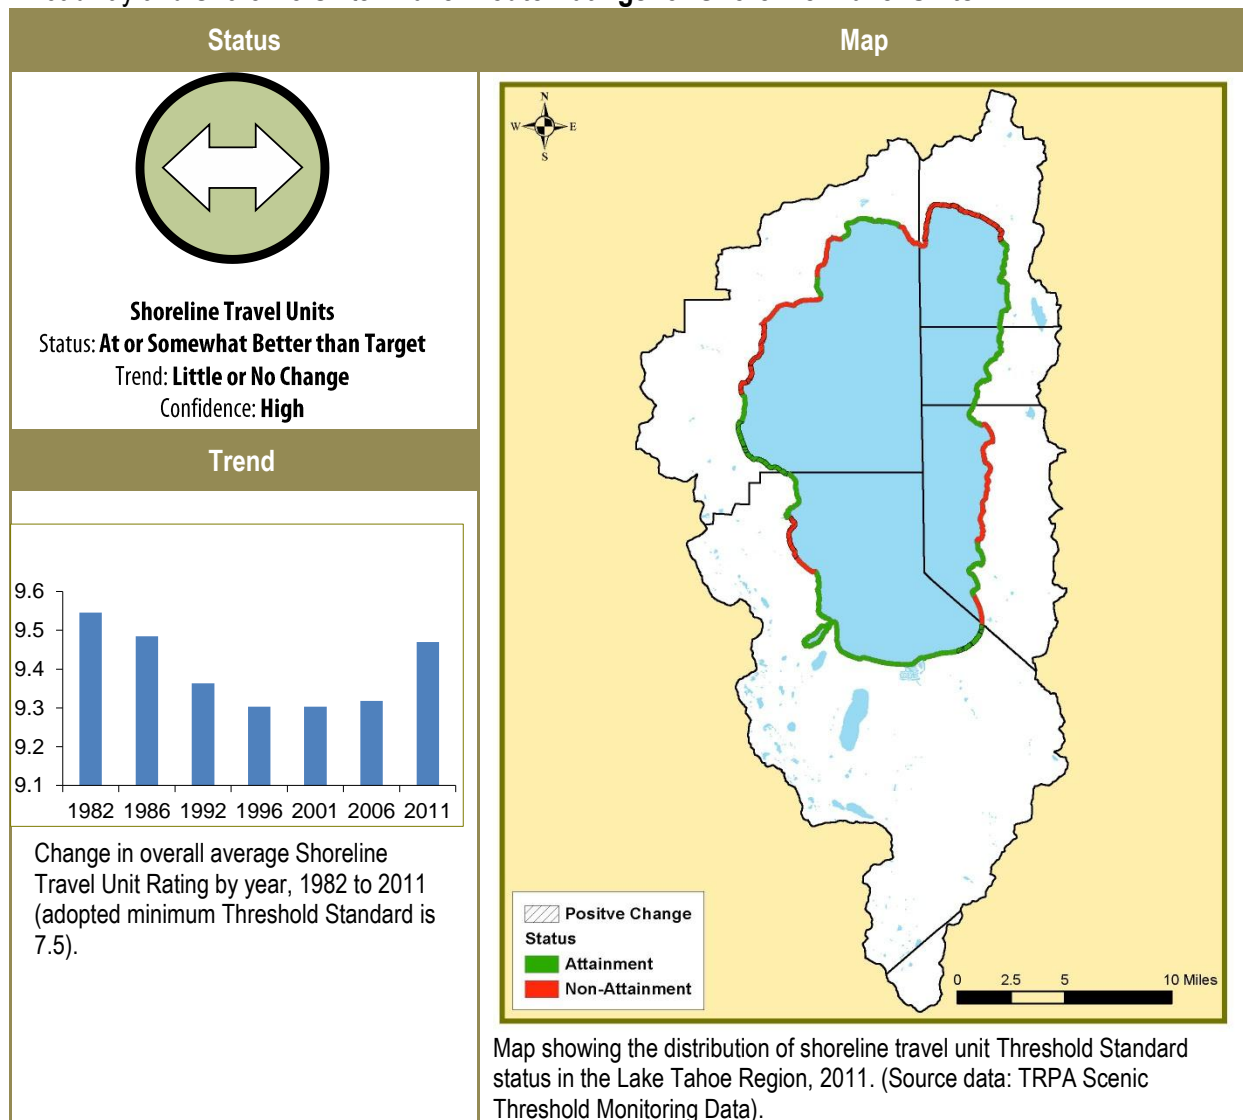 Status
Shoreline Travel Units
Status: At or Somewhat Better than Target
Trend: Little or No Change
Confidence: High
Trend
9.6
9.5
9.4
9.3
9.2
9.1
1982 1986 1992 1996 2001 2006 2011
Change in overall average Shoreline
Travel Unit Rating by year, 1982 to 2011
(adopted minimum Threshold Standard is
7.5).
Map
N
W E
S
Positve Change
Status
Attainment
Non-Attainment
0 2.5 5 10 Miles
Map showing the distribution of shoreline travel unit Threshold Standard
status in the Lake Tahoe Region, 2011. (Source data: TRPA Scenic
Threshold Monitoring Data).